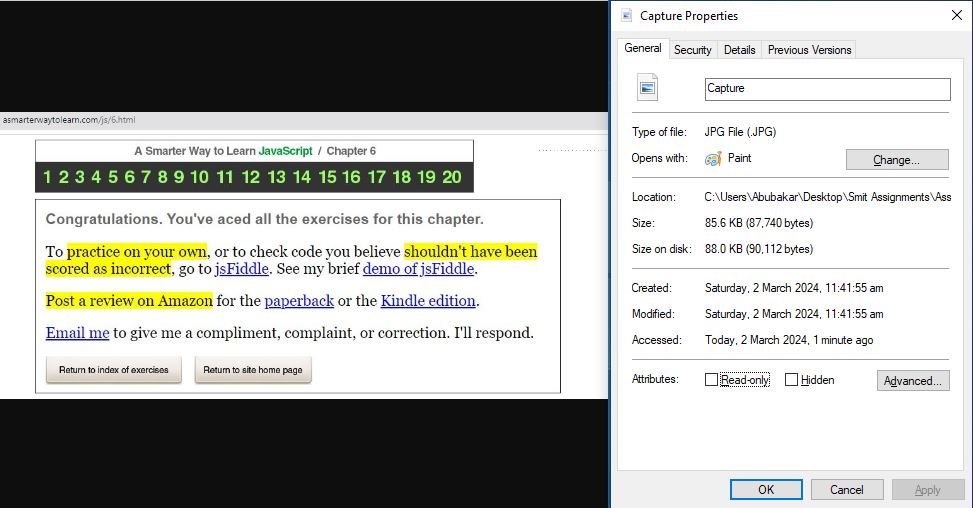 asmarterwaytolearn.com/js/6.html
A Smarter Way to Learn JavaScript / Chapter 6
1 2 3 4 5 6 7 8 9 10 11 12 13 14 15 16 17 18 19 20
Congratulations. You've aced all the exercises for this chapter.
To practice on your own, or to check code you believe shouldn't have been
scored as incorrect, go to jsFiddle. See my brief demo of jsFiddle.
Post a review on Amazon for the paperback or the Kindle edition.
Email me to give me a compliment, complaint, or correction. I'll respond.
Return to index of exercises
Return to site home page
Capture Properties
General Security Details Previous Versions
Capture
Type of file: JPG File (.JPG)
Opens with: Paint Change...
Location: C:\Users\Abubakar\Desktop\Smit Assignments\Ass
Size: 85.6 KB (87,740 bytes)
Size on disk: 88.0 KB (90,112 bytes)
Created: Saturday, 2 March 2024, 11:41:55 am
Modified: Saturday, 2 March 2024, 11:41:55 am
Accessed: Today, 2 March 2024, 1 minute ago
Attributes: Read-only Hidden Advanced...
OK Cancel Apply